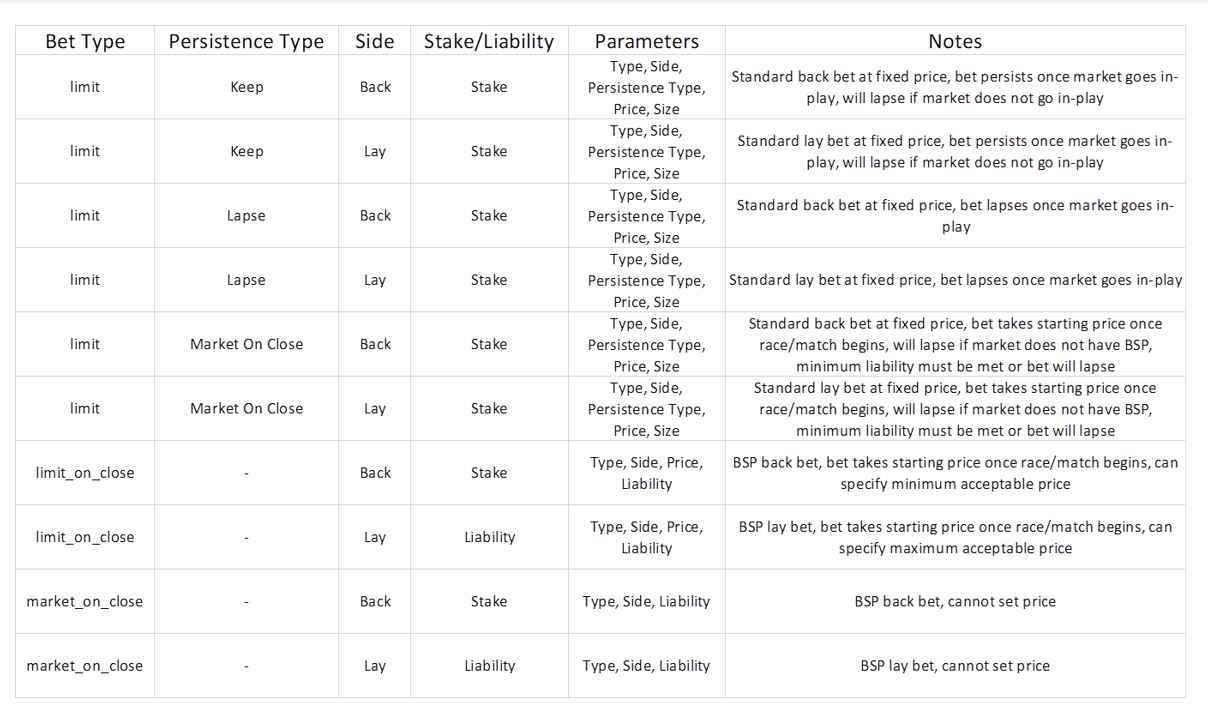 Bet Type Persistence Type Side Stake/Liability Parameters Notes
limit Keep Back Stake Type, Side, Persistence Type, Price, Size Standard back bet at fixed price, bet persists once market goes in-play, will lapse if market does not go in-play
limit Keep Lay Stake Type, Side, Persistence Type, Price, Size Standard lay bet at fixed price, bet persists once market goes in-play, will lapse if market does not go in-play
limit Lapse Back Stake Type, Side, Persistence Type, Price, Size Standard back bet at fixed price, bet lapses once market goes in-play
limit Lapse Lay Stake Type, Side, Persistence Type, Price, Size Standard lay bet at fixed price, bet lapses once market goes in-play
limit Market On Close Back Stake Type, Side, Persistence Type, Price, Size Standard back bet at fixed price, bet takes starting price once race/match begins, will lapse if market does not have BSP, minimum liability must be met or bet will lapse
limit Market On Close Lay Stake Type, Side, Persistence Type, Price, Size Standard lay bet at fixed price, bet takes starting price once race/match begins, will lapse if market does not have BSP, minimum liability must be met or bet will lapse
limit_on_close - Back Stake Type, Side, Price, Liability BSP back bet, bet takes starting price once race/match begins, can specify minimum acceptable price
limit_on_close - Lay Liability Type, Side, Price, Liability BSP lay bet, bet takes starting price once race/match begins, can specify maximum acceptable price
market_on_close - Back Stake Type, Side, Liability BSP back bet, cannot set price
market_on_close - Lay Liability Type, Side, Liability BSP lay bet, cannot set price